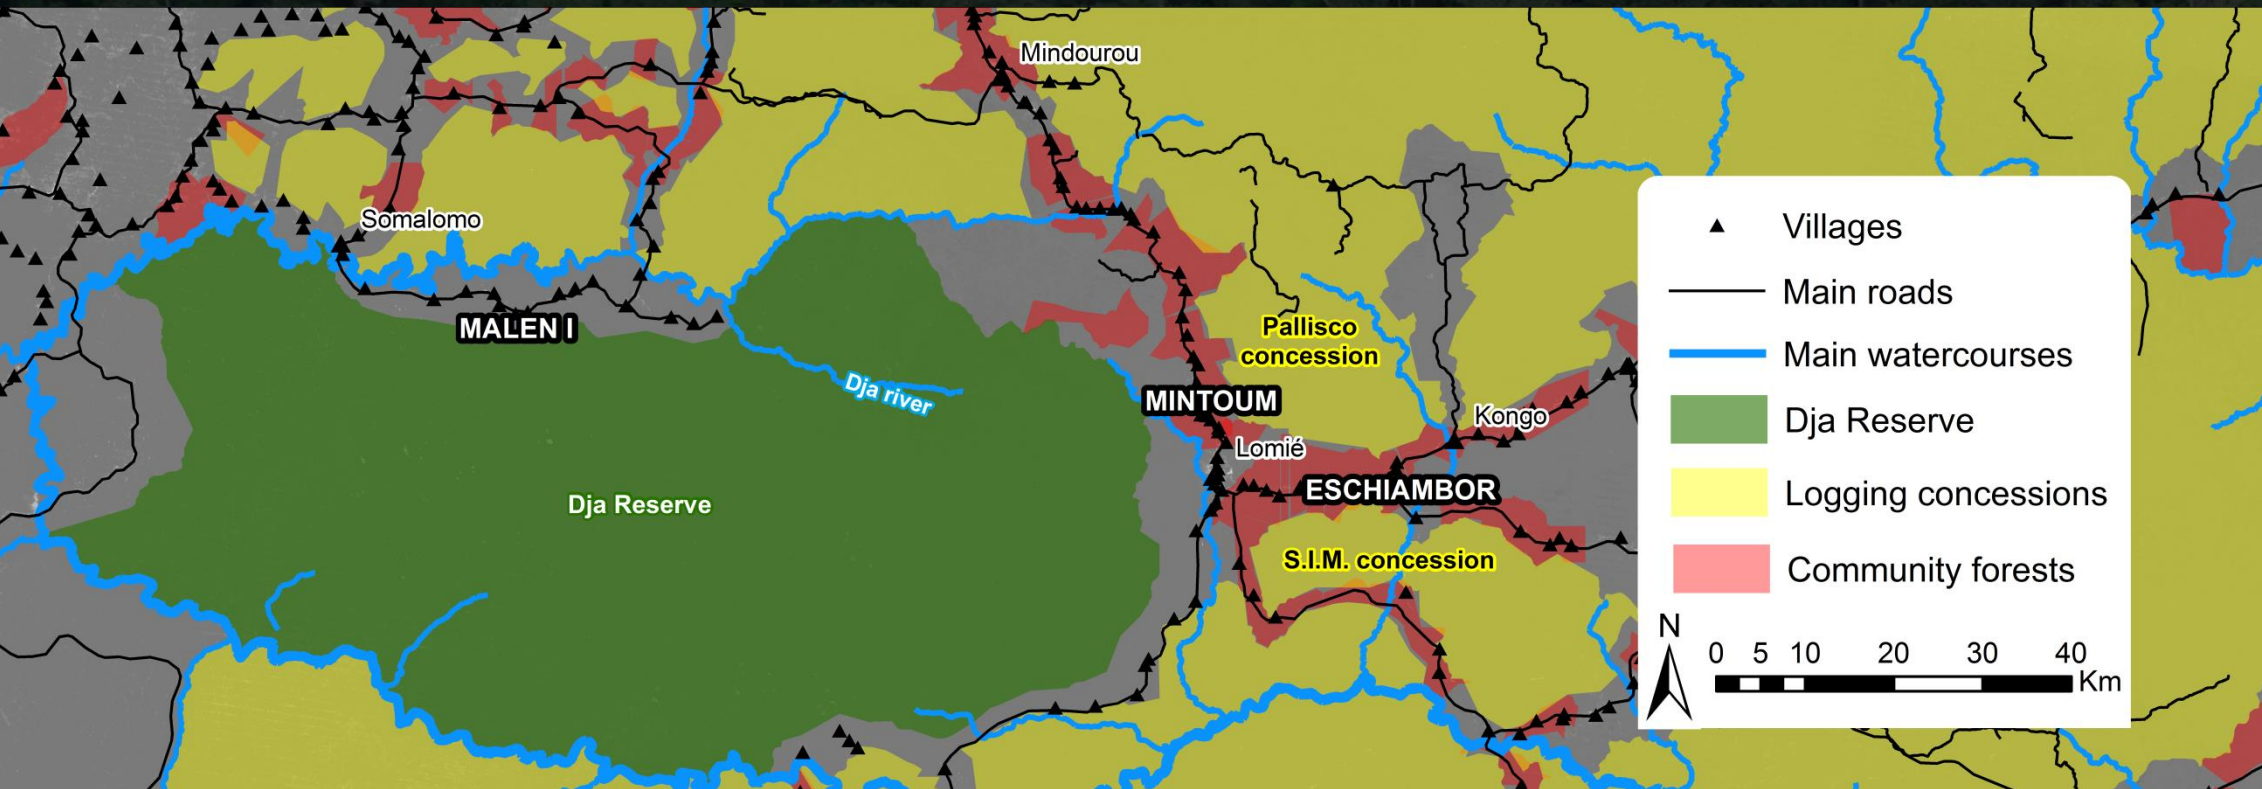 Mindourou
Somalomo
MALEN I
Pallisco
concession
Dja river
MINTOUM
Kongo
Lomié
ESCHIAMBOR
Dja Reserve
S.I.M. concession
Villages
Main roads
Main watercourses
Dja Reserve
Logging concessions
Community forests
N
0 5 10 20 30 40
Km